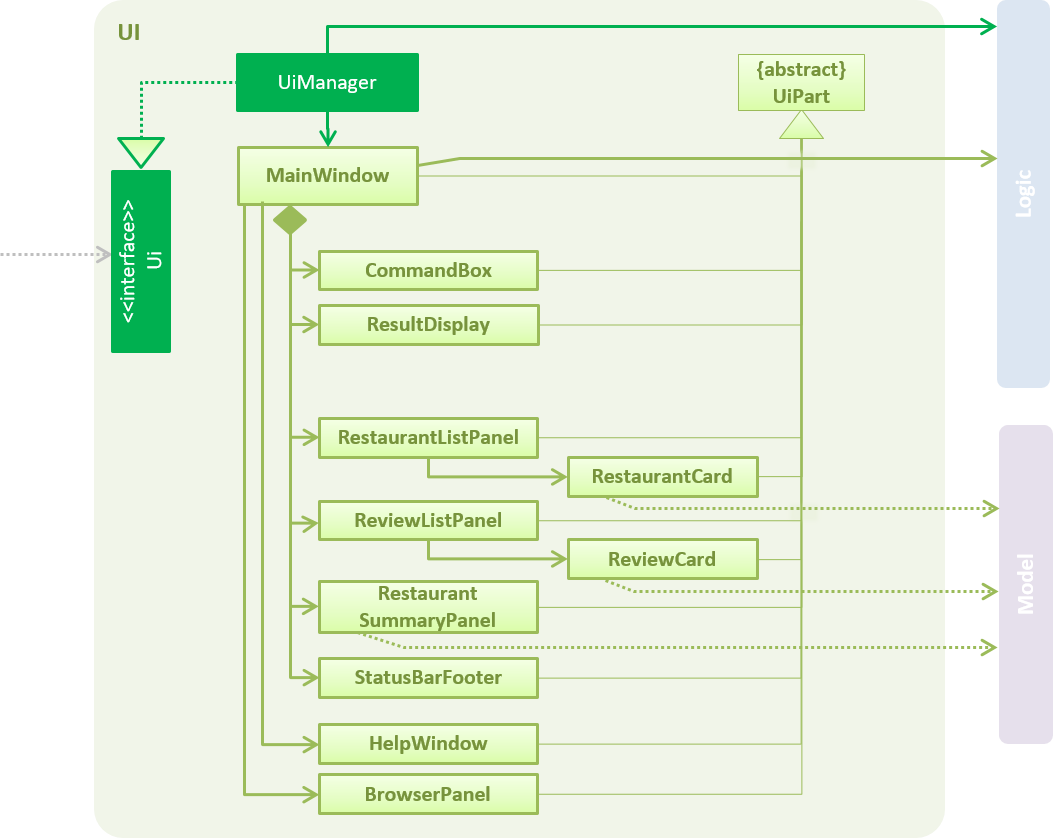 UI
UiManager
{abstract}
UiPart
MainWindow
Logic
<<interface>>
Ui
CommandBox
ResultDisplay
RestaurantListPanel
RestaurantCard
ReviewListPanel
ReviewCard
Model
Restaurant
SummaryPanel
StatusBarFooter
HelpWindow
BrowserPanel